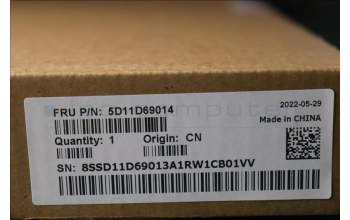 FRU P/N: 5D11D69014
2022-05-29
Made in CHINA
Quantity: 1 Origin: CN
SN: 8SSD11D69013A1RW1CB01VV